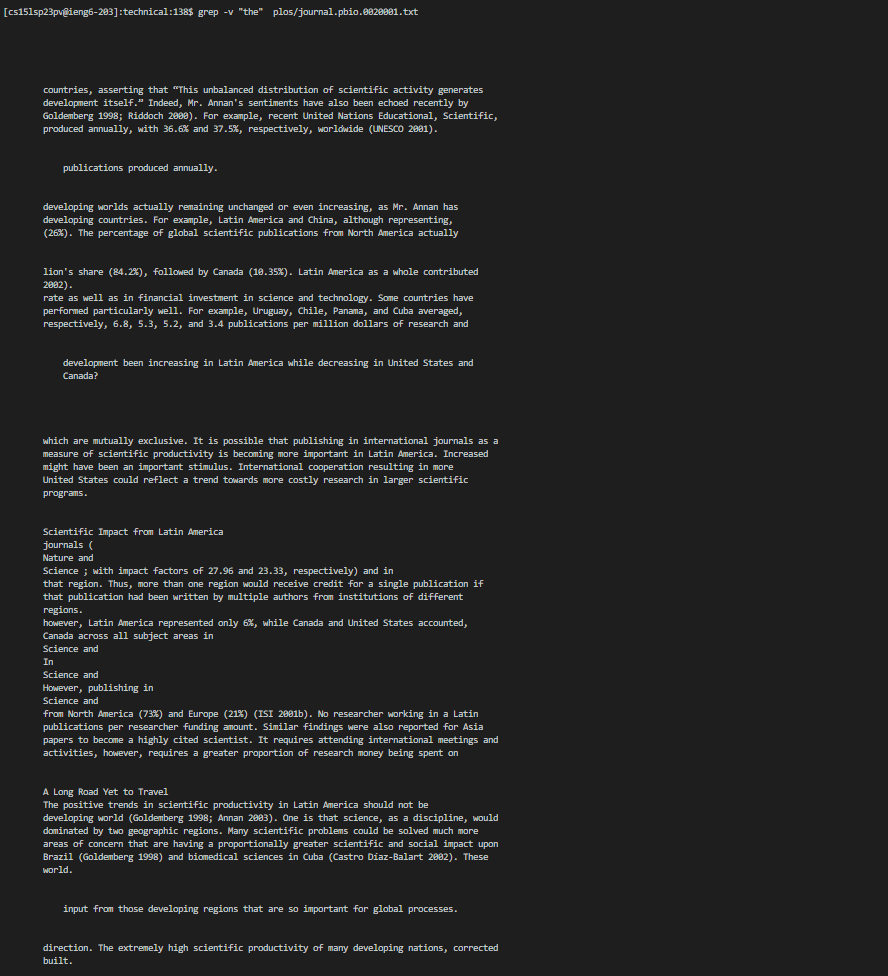 [cs15lsp23pv@ieng6-203]:technical:138$ grep -v "the"  plos/journal.pbio.0020001.txt
countries, asserting that “This unbalanced distribution of scientific activity generates
development itself.” Indeed, Mr. Annan's sentiments have also been echoed recently by
Goldemberg 1998; Riddoch 2000). For example, recent United Nations Educational, Scientific,
produced annually, with 36.6% and 37.5%, respectively, worldwide (UNESCO 2001).
publications produced annually.
developing worlds actually remaining unchanged or even increasing, as Mr. Annan has
developing countries. For example, Latin America and China, although representing,
(26%). The percentage of global scientific publications from North America actually
lion's share (84.2%), followed by Canada (10.35%). Latin America as a whole contributed
2002).
rate as well as in financial investment in science and technology. Some countries have
performed particularly well. For example, Uruguay, Chile, Panama, and Cuba averaged,
respectively, 6.8, 5.3, 5.2, and 3.4 publications per million dollars of research and
development been increasing in Latin America while decreasing in United States and
Canada?
which are mutually exclusive. It is possible that publishing in international journals as a
measure of scientific productivity is becoming more important in Latin America. Increased
might have been an important stimulus. International cooperation resulting in more
United States could reflect a trend towards more costly research in larger scientific
programs.
Scientific Impact from Latin America
journals (
Nature and
Science ; with impact factors of 27.96 and 23.33, respectively) and in
that region. Thus, more than one region would receive credit for a single publication if
that publication had been written by multiple authors from institutions of different
regions.
however, Latin America represented only 6%, while Canada and United States accounted,
Canada across all subject areas in
Science and
In
Science and
However, publishing in
Science and
from North America (73%) and Europe (21%) (ISI 2001b). No researcher working in a Latin
publications per researcher funding amount. Similar findings were also reported for Asia
papers to become a highly cited scientist. It requires attending international meetings and
activities, however, requires a greater proportion of research money being spent on
A Long Road Yet to Travel
The positive trends in scientific productivity in Latin America should not be
developing world (Goldemberg 1998; Annan 2003). One is that science, as a discipline, would
dominated by two geographic regions. Many scientific problems could be solved much more
areas of concern that are having a proportionally greater scientific and social impact upon
Brazil (Goldemberg 1998) and biomedical sciences in Cuba (Castro Díaz-Balart 2002). These
world.
input from those developing regions that are so important for global processes.
direction. The extremely high scientific productivity of many developing nations, corrected
built.